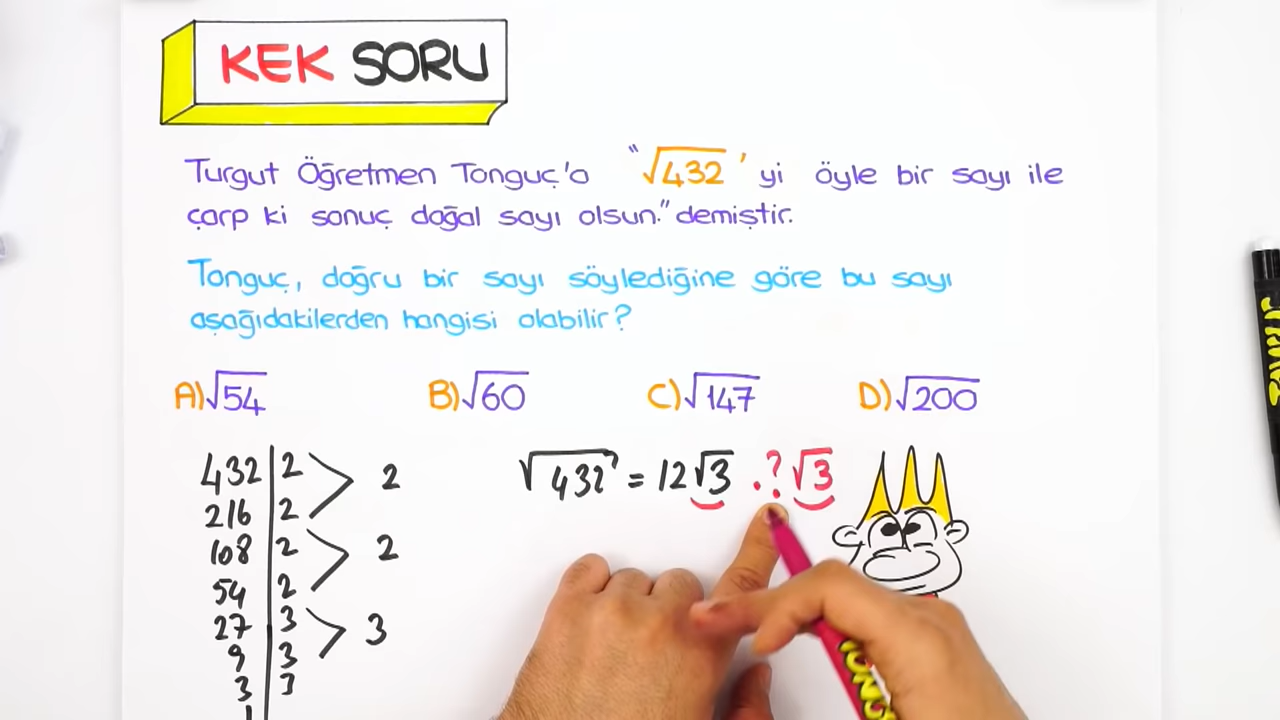 KEK SORU
Turgut Öğretmen Tonguç'a "√432'yi öyle bir sayı ile
çarp ki sonuç doğal sayı olsun." demiştir.
Tonguç, doğru bir sayı söylediğine göre bu sayı
aşağıdakilerden hangisi olabilir?
A)√54 B)√60 C)√147 D)√200
432 2 2
216 2
108 2 2
54 2
27 3 3
9 3
3 3
1
√432 = 12√3 .?√3